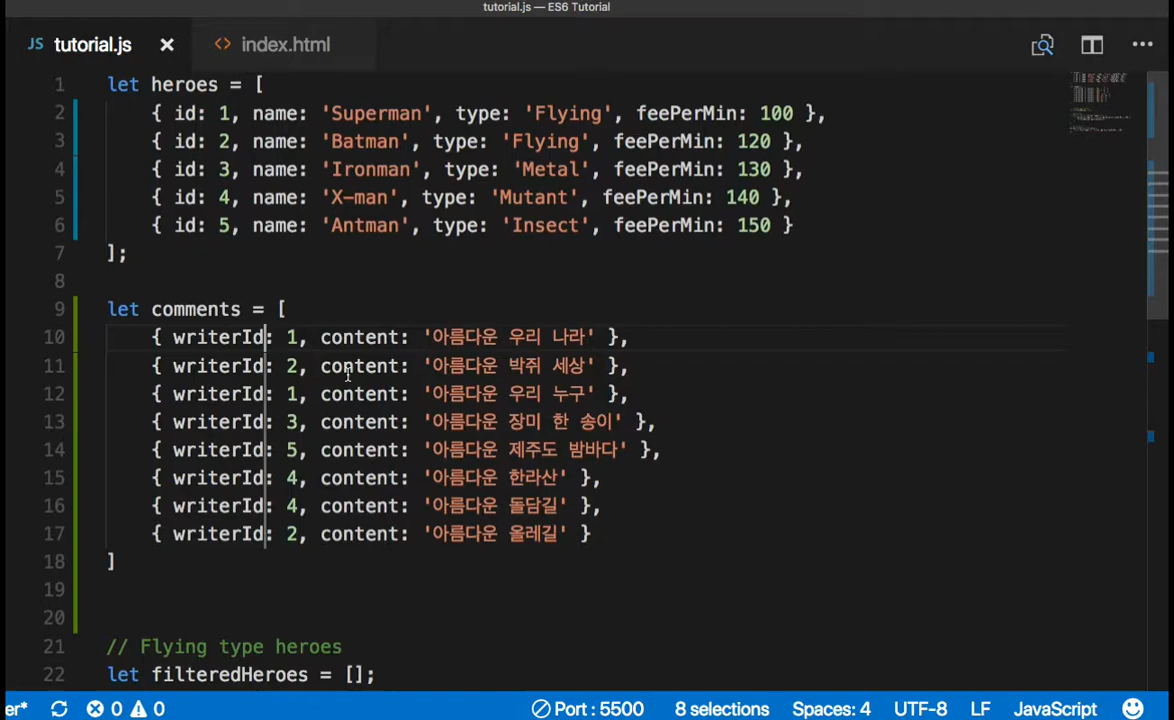 tutorial.js — ES6 Tutorial
JS tutorial.js × <> index.html ...
1 let heroes = [
2 { id: 1, name: 'Superman', type: 'Flying', feePerMin: 100 },
3 { id: 2, name: 'Batman', type: 'Flying', feePerMin: 120 },
4 { id: 3, name: 'Ironman', type: 'Metal', feePerMin: 130 },
5 { id: 4, name: 'X-man', type: 'Mutant', feePerMin: 140 },
6 { id: 5, name: 'Antman', type: 'Insect', feePerMin: 150 }
7 ];
8
9 let comments = [
10 { writerId: 1, content: '아름다운 우리 나라' },
11 { writerId: 2, content: '아름다운 박쥐 세상' },
12 { writerId: 1, content: '아름다운 우리 누구' },
13 { writerId: 3, content: '아름다운 장미 한 송이' },
14 { writerId: 5, content: '아름다운 제주도 밤바다' },
15 { writerId: 4, content: '아름다운 한라산' },
16 { writerId: 4, content: '아름다운 돌담길' },
17 { writerId: 2, content: '아름다운 올레길' }
18 ]
19
20
21 // Flying type heroes
22 let filteredHeroes = [];
er* 0 0 Port : 5500 8 selections Spaces: 4 UTF-8 LF JavaScript